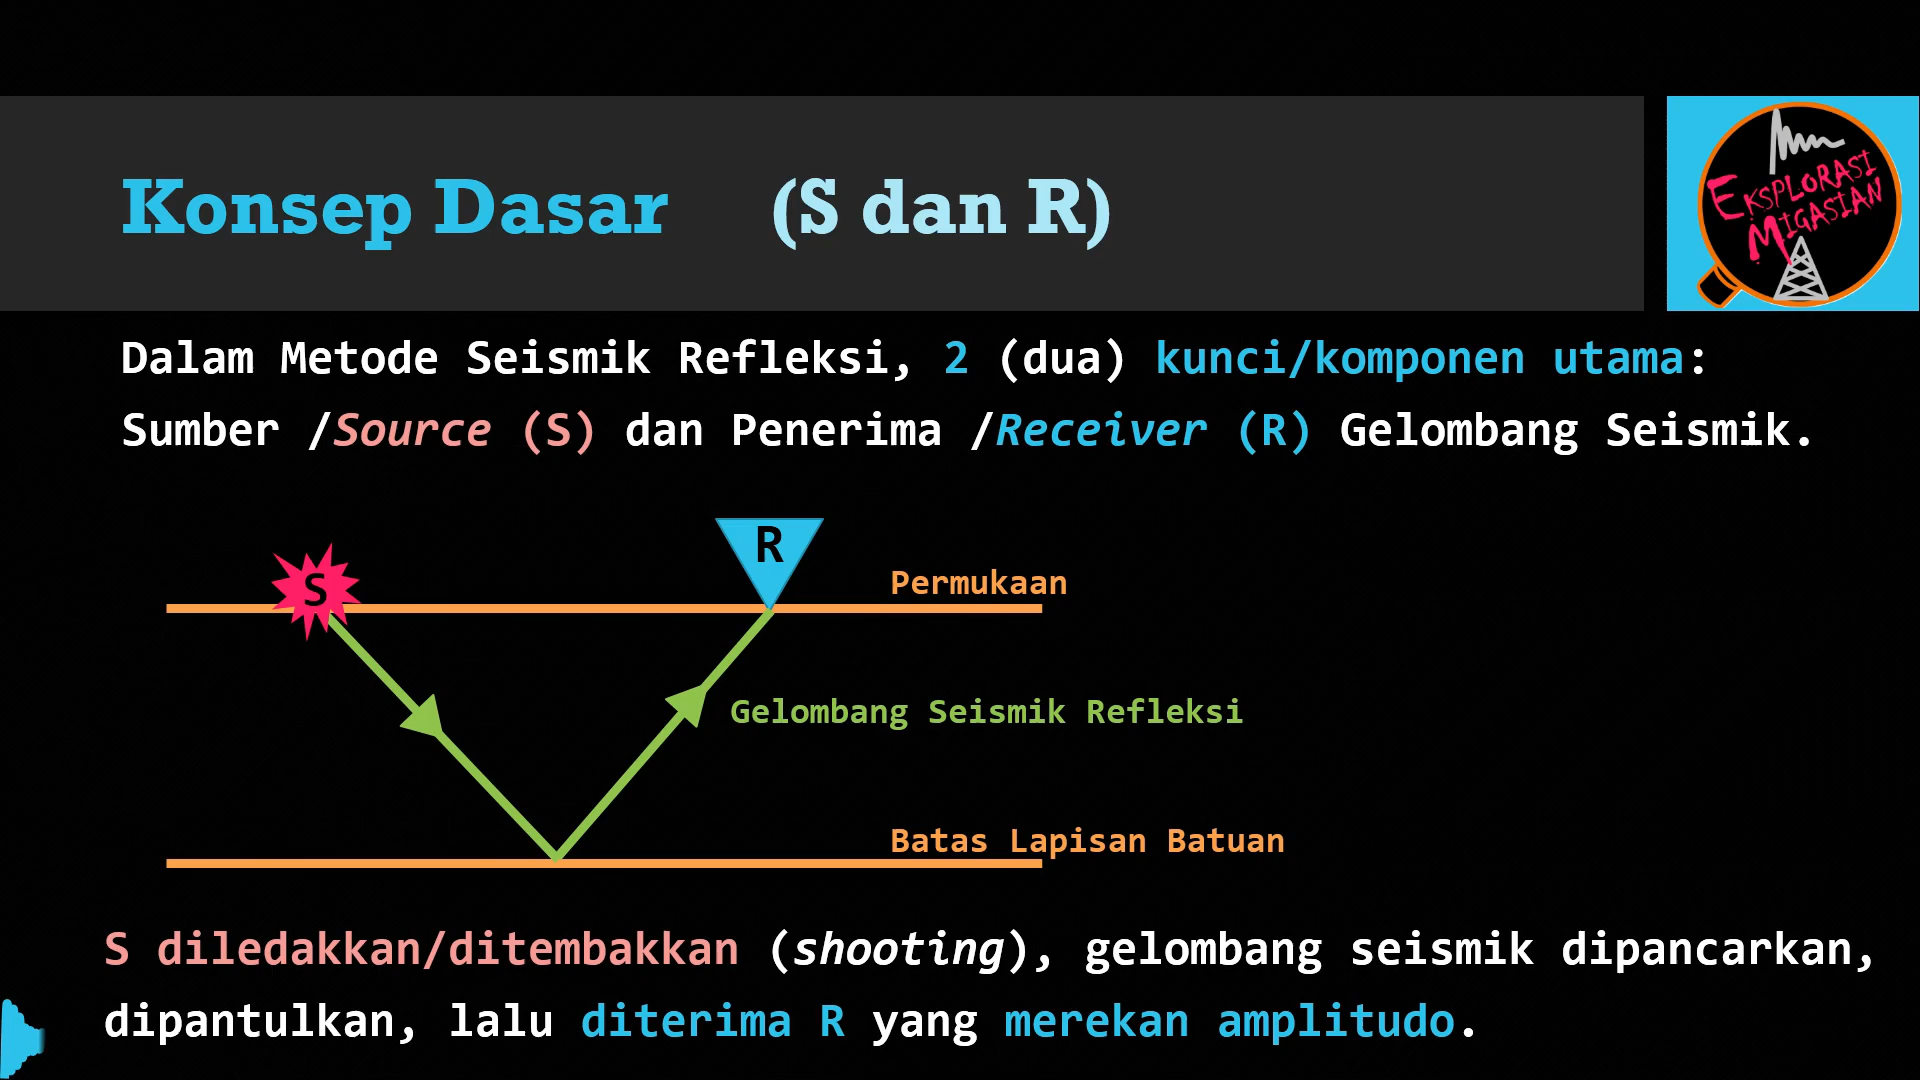 Konsep Dasar (S dan R)
EKSPLORASI
MIGASIAN
Dalam Metode Seismik Refleksi, 2 (dua) kunci/komponen utama:
Sumber /Source (S) dan Penerima /Receiver (R) Gelombang Seismik.
R
S
Permukaan
Gelombang Seismik Refleksi
Batas Lapisan Batuan
S diledakkan/ditembakkan (shooting), gelombang seismik dipancarkan,
dipantulkan, lalu diterima R yang merekan amplitudo.